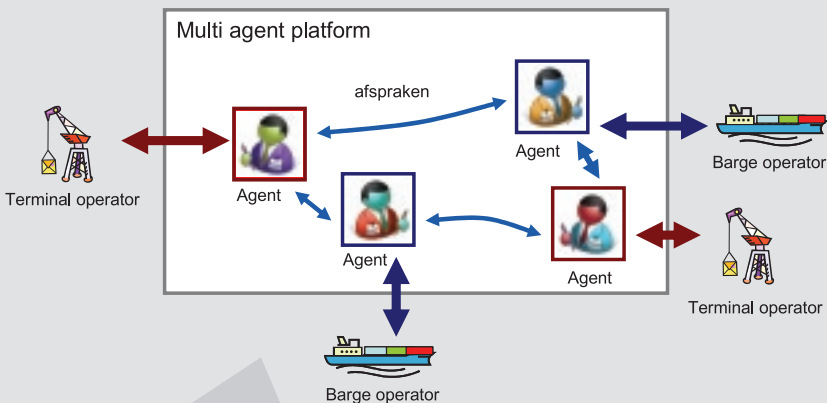 Multi agent platform
afspraken
Agent
Barge operator
Terminal operator
Agent
Agent
Agent
Terminal operator
Barge operator